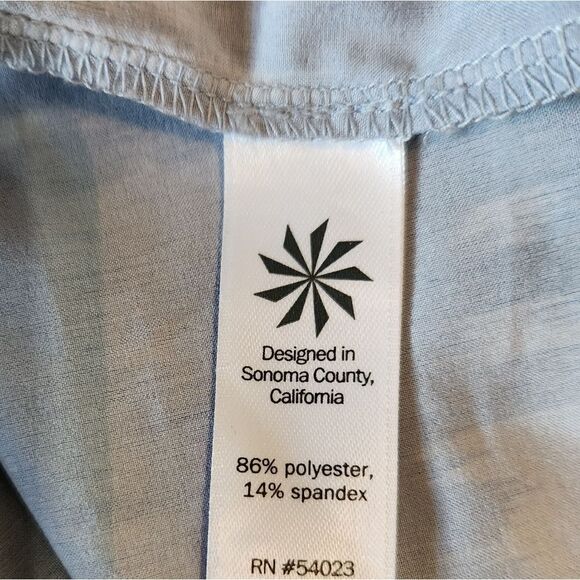 Designed in
Sonoma County,
California
86% polyester,
14% spandex
RN #54023